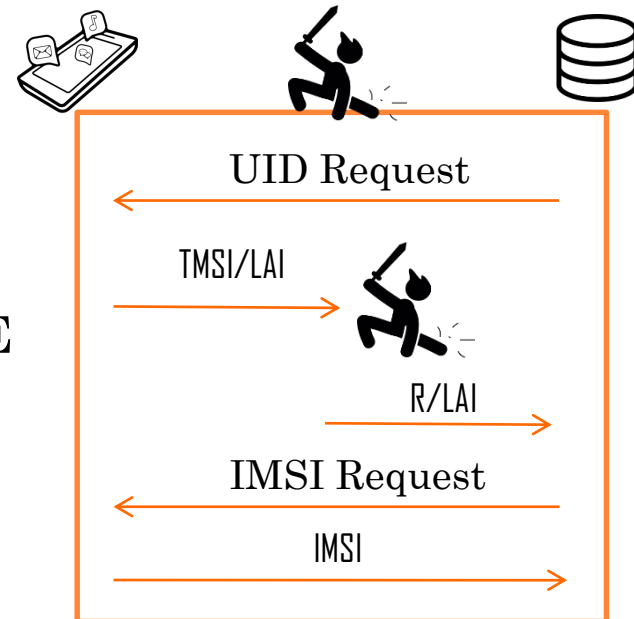 UID Request
TMSI/LAI
E
R/LAI
IMSI Request
IMSI